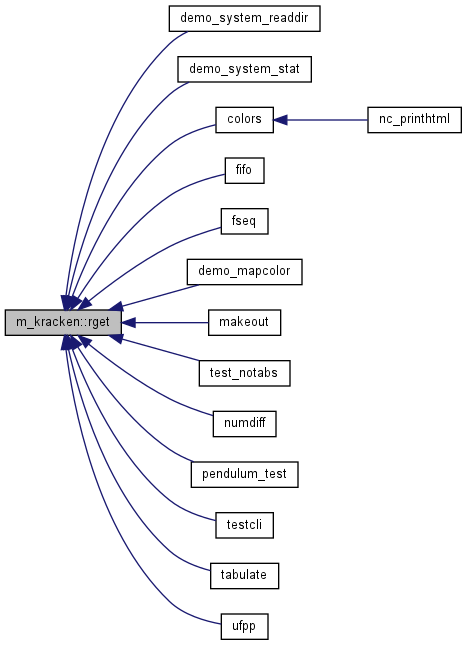 demo_system_readdir
demo_system_stat
colors
nc_printhtml
fifo
fseq
demo_mapcolor
m_kracken::rget
makeout
test_notabs
numdiff
pendulum_test
testcli
tabulate
ufpp